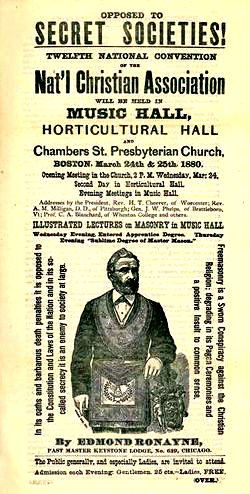 OPPOSED TO
SECRET SOCIETIES!
TWELFTH NATIONAL CONVENTION
OF THE
Nat'l Christian Association
WILL BE HELD IN
MUSIC HALL,
HORTICULTURAL HALL
AND
Chambers St. Presbyterian Church,
BOSTON, March 24th & 25th 1880.
Opening Meeting in the Church, 2 P. M. Wednesday, Mar; 24,
Second Day in Horticultural Hall.
Evening Meetings in Music Hall.
Addresses by the President, Rev. H. T. Cheever, of Worcester; Rev.
A. M. Milligan, D. D., of Pittsburgh; Gen. J. W. Phelps, of Brattleboro,
Vt; Prof C. A. Blanchard, of Wheaton College and others.
ILLUSTRATED LECTURES on MASONRY in MUSIC HALL
Wednesday Evening, Entered Apprentice Degree. Thursday
Evening "Sublime Degree of Master Mason."
In its oaths and barbarous death penalties it is opposed to
the Constitution and Laws of the Nation and in its so-
called secrets it is an enemy to society at large.
Freemasonry is a Sworn Conspiracy against the Christian
Religion; degrading in its Pagan Ceremonies and
a positive insult to common sense.
By EDMOND RONAYNE,
PAST MASTER KEYSTONE LODGE, No. 639, CHICAGO.
The Public generally, and especially Ladies, are invited to attend.
Admission each Evening: Gentlemen, 25 cts.—Ladies, FREE.
(OVER.)